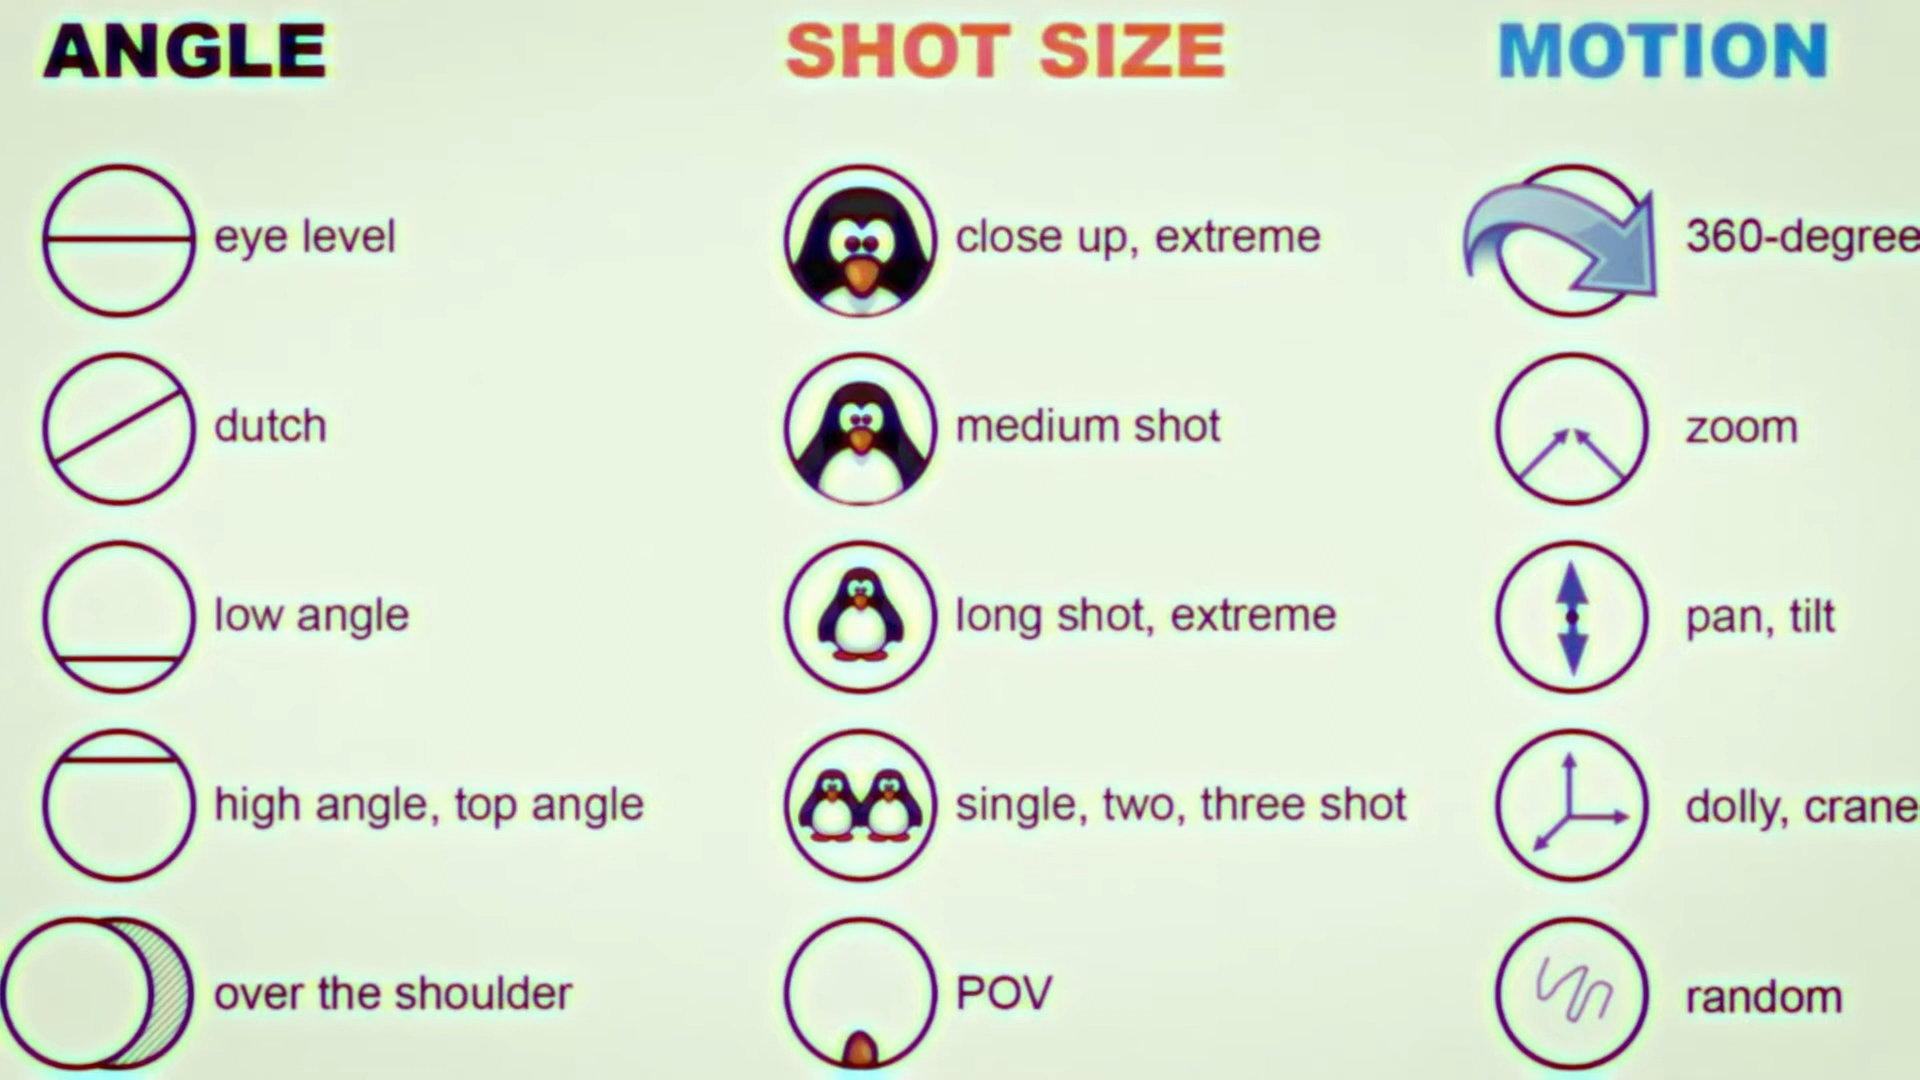 ANGLE
eye level
dutch
low angle
high angle, top angle
over the shoulder
SHOT SIZE
close up, extreme
medium shot
long shot, extreme
single, two, three shot
POV
MOTION
360-degree
zoom
pan, tilt
dolly, crane
random